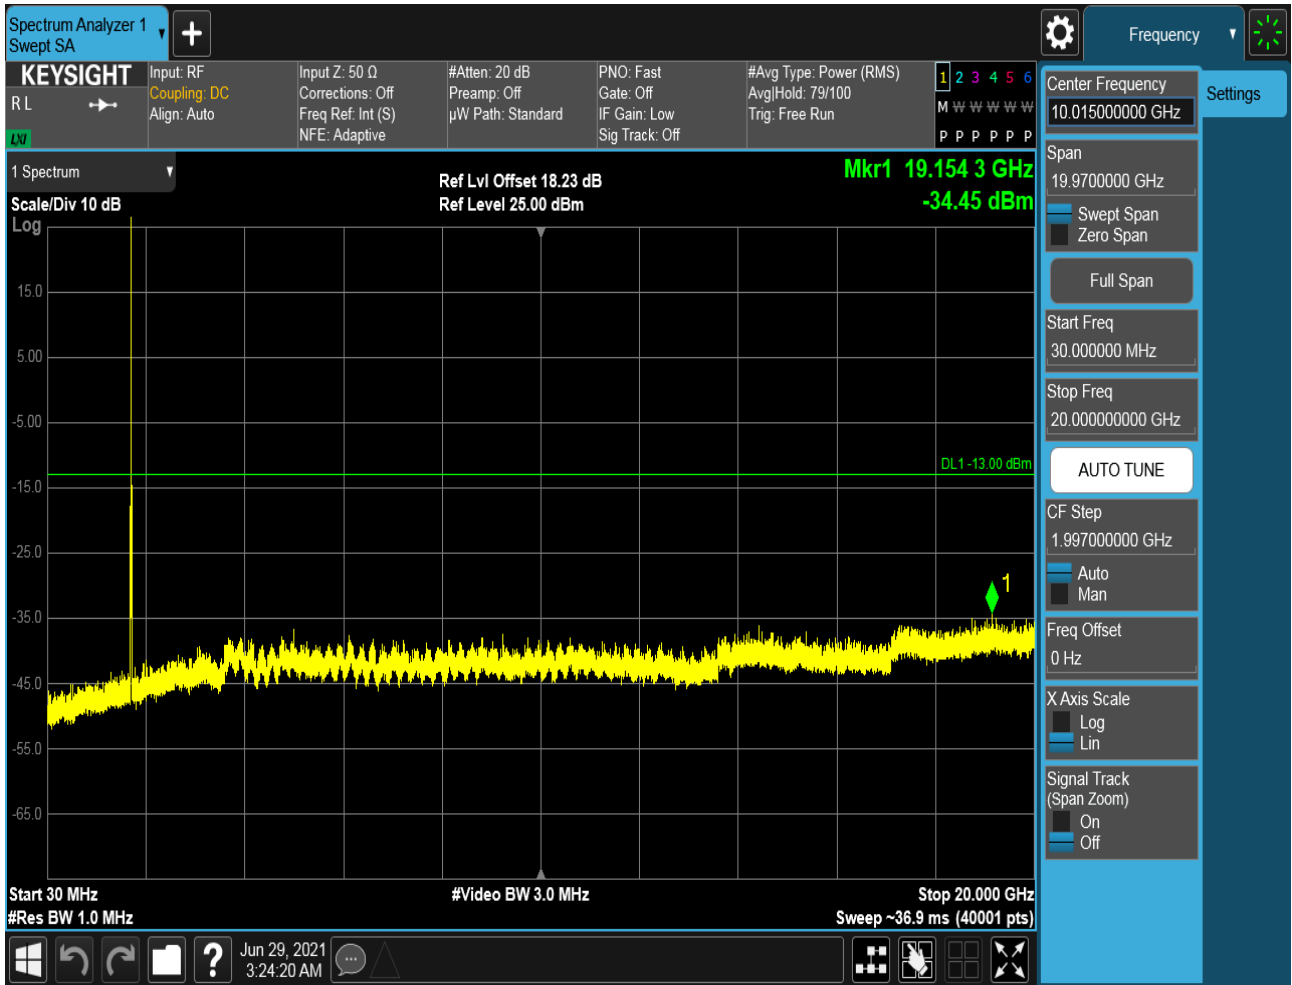 Spectrum Analyzer 1
Swept SA
Frequency
KEYSIGHT
R L
LXI
Input: RF
Coupling: DC
Align: Auto
Input Z: 50 Ω
Corrections: Off
Freq Ref: Int (S)
NFE: Adaptive
#Atten: 20 dB
Preamp: Off
µW Path: Standard
PNO: Fast
Gate: Off
IF Gain: Low
Sig Track: Off
#Avg Type: Power (RMS)
Avg|Hold: 79/100
Trig: Free Run
1 2 3 4 5 6
M W W W W W
P P P P P P
1 Spectrum
Scale/Div 10 dB
Log
Ref Lvl Offset 18.23 dB
Ref Level 25.00 dBm
Mkr1 19.154 3 GHz
-34.45 dBm
15.0
5.00
-5.00
DL1 -13.00 dBm
-15.0
-25.0
1
-35.0
-45.0
-55.0
-65.0
Start 30 MHz
#Video BW 3.0 MHz
Stop 20.000 GHz
#Res BW 1.0 MHz
Sweep ~36.9 ms (40001 pts)
Jun 29, 2021
3:24:20 AM
Center Frequency
10.015000000 GHz
Settings
Span
19.9700000 GHz
Swept Span
Zero Span
Full Span
Start Freq
30.000000 MHz
Stop Freq
20.000000000 GHz
AUTO TUNE
CF Step
1.997000000 GHz
Auto
Man
Freq Offset
0 Hz
X Axis Scale
Log
Lin
Signal Track
(Span Zoom)
On
Off